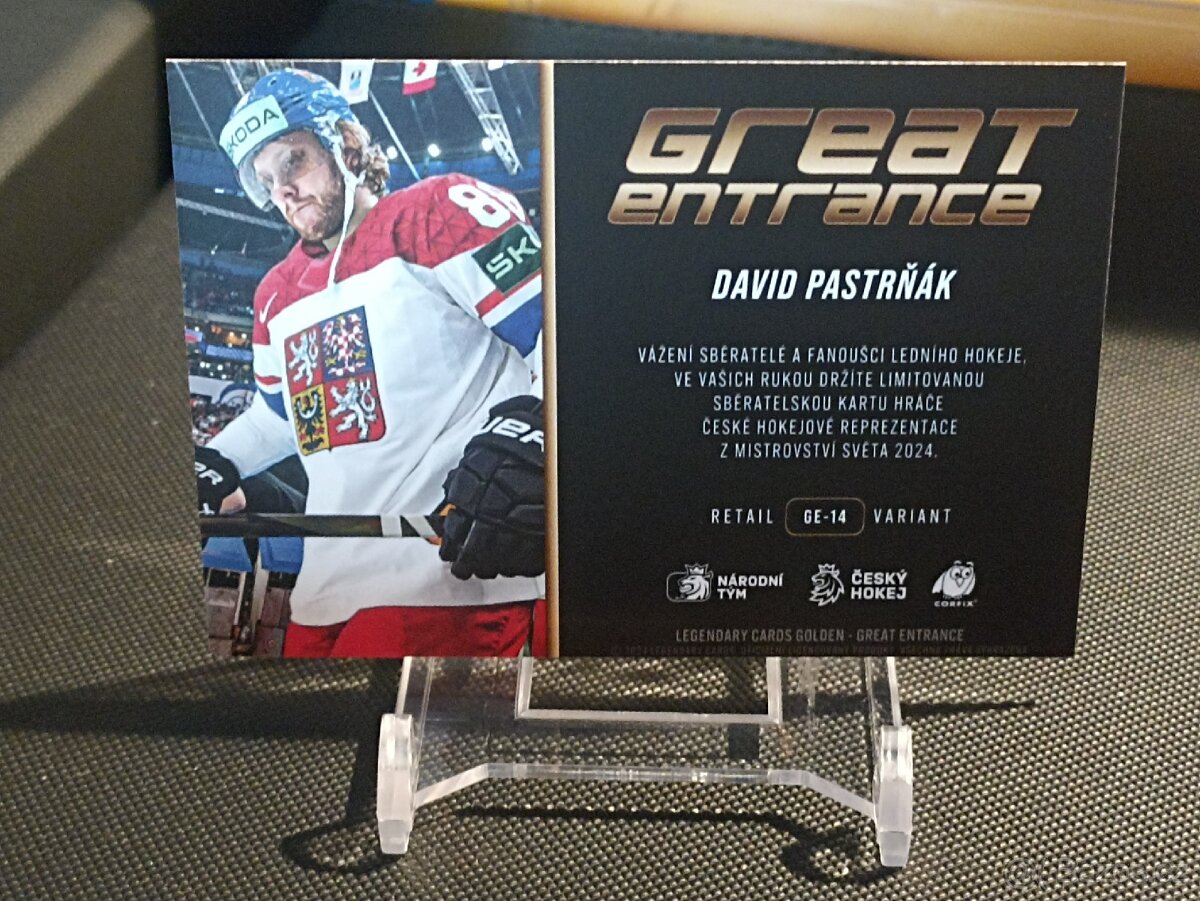 ŠKODA
88
ŠK
GREAT
ENTRANCE
DAVID PASTRŇÁK
VÁŽENÍ SBĚRATELÉ A FANOUŠCI LEDNÍHO HOKEJE,
VE VAŠICH RUKOU DRŽÍTE LIMITOVANOU
SBĚRATELSKOU KARTU HRÁČE
ČESKÉ HOKEJOVÉ REPREZENTACE
Z MISTROVSTVÍ SVĚTA 2024.
RETAIL GE-14 VARIANT
NÁRODNÍ
TÝM
ČESKÝ
HOKEJ
CORFIX
LEGENDARY CARDS GOLDEN - GREAT ENTRANCE